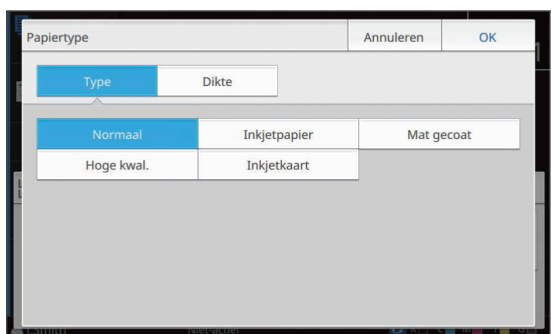 Papiertype Annuleren OK
Type Dikte
Normaal Inkjetpapier Mat gecoat
Hoge kwal. Inkjetkaart